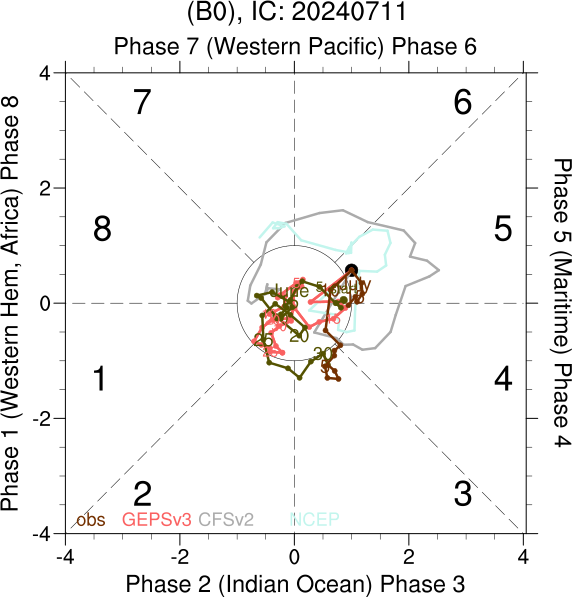 (B0), IC: 20240711
Phase 7 (Western Pacific) Phase 6
4
7
6
Phase 1 (Western Hem, Africa) Phase 8
Phase 5 (Maritime) Phase 4
2
8
5
0
June
20
25
30
1
4
-2
2
3
obs
GEPSv3
CFSv2
NCEP
-4
-4
-2
0
2
4
Phase 2 (Indian Ocean) Phase 3